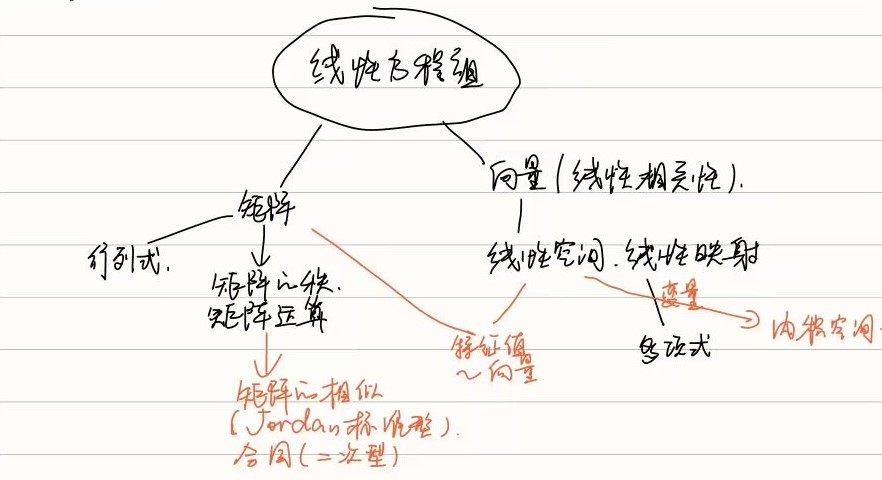 线性方程组
向量(线性相关性).
矩阵
行列式.
线性空间.线性映射
矩阵的秩.
矩阵运算
变量
内积空间.
多项式
特征值
~向量
矩阵的相似
(Jordan标准型).
合同(二次型)